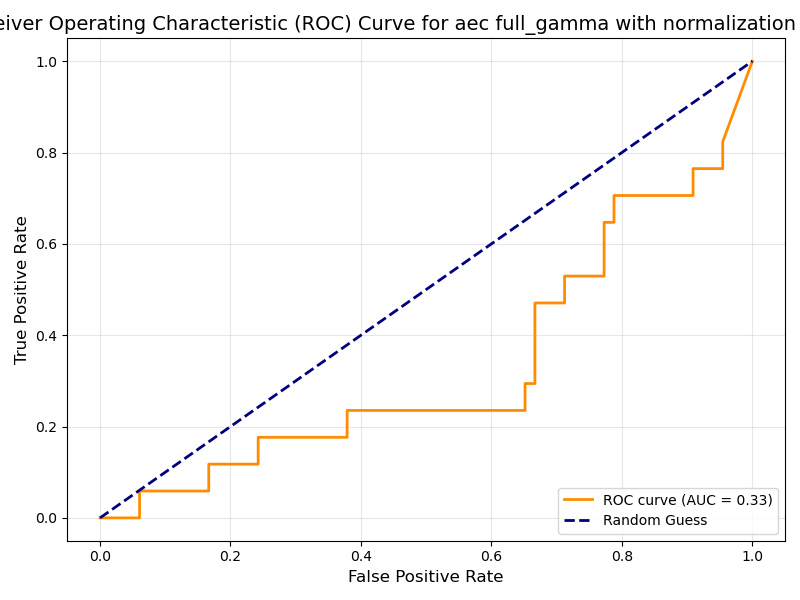 eiver Operating Characteristic (ROC) Curve for aec full_gamma with normalization
1.0
0.8
0.6
0.4
0.2
0.0
True Positive Rate
0.0 0.2 0.4 0.6 0.8 1.0
False Positive Rate
ROC curve (AUC = 0.33)
Random Guess